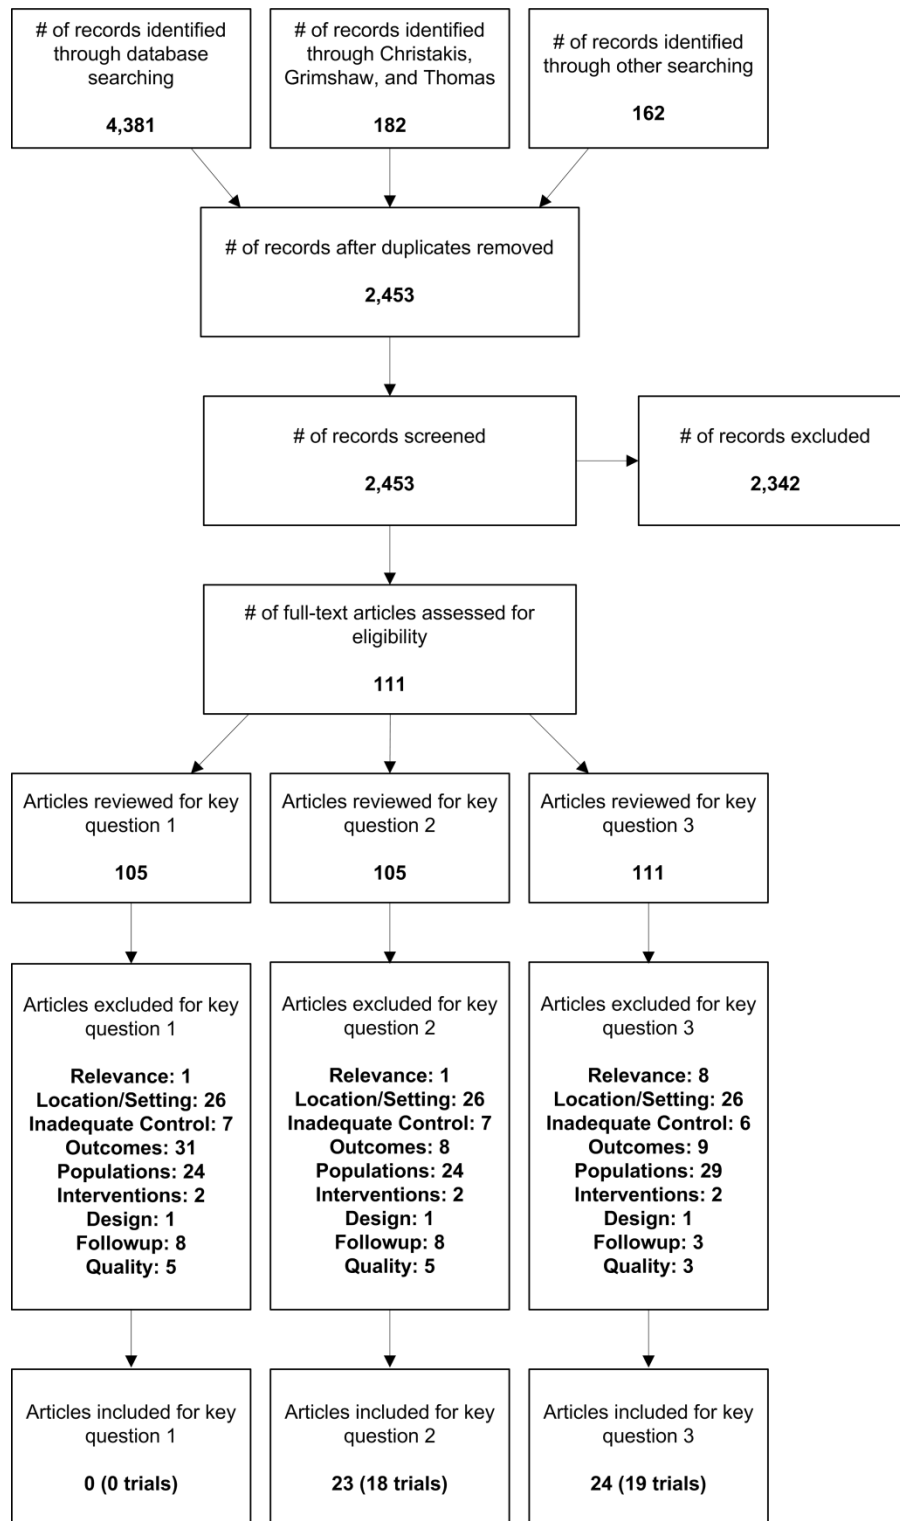 # of records identified
through database
searching
4,381
# of records identified
through Christakis,
Grimshaw, and Thomas
182
# of records identified
through other searching
162
# of records after duplicates removed
2,453
# of records screened
2,453
# of records excluded
2,342
# of full-text articles assessed for
eligibility
111
Articles reviewed for key
question 1
105
Articles reviewed for key
question 2
105
Articles reviewed for key
question 3
111
Articles excluded for key
question 1
Relevance: 1
Location/Setting: 26
Inadequate Control: 7
Outcomes: 31
Populations: 24
Interventions: 2
Design: 1
Followup: 8
Quality: 5
Articles excluded for key
question 2
Relevance: 1
Location/Setting: 26
Inadequate Control: 7
Outcomes: 8
Populations: 24
Interventions: 2
Design: 1
Followup: 8
Quality: 5
Articles excluded for key
question 3
Relevance: 8
Location/Setting: 26
Inadequate Control: 6
Outcomes: 9
Populations: 29
Interventions: 2
Design: 1
Followup: 3
Quality: 3
Articles included for key
question 1
0 (0 trials)
Articles included for key
question 2
23 (18 trials)
Articles included for key
question 3
24 (19 trials)